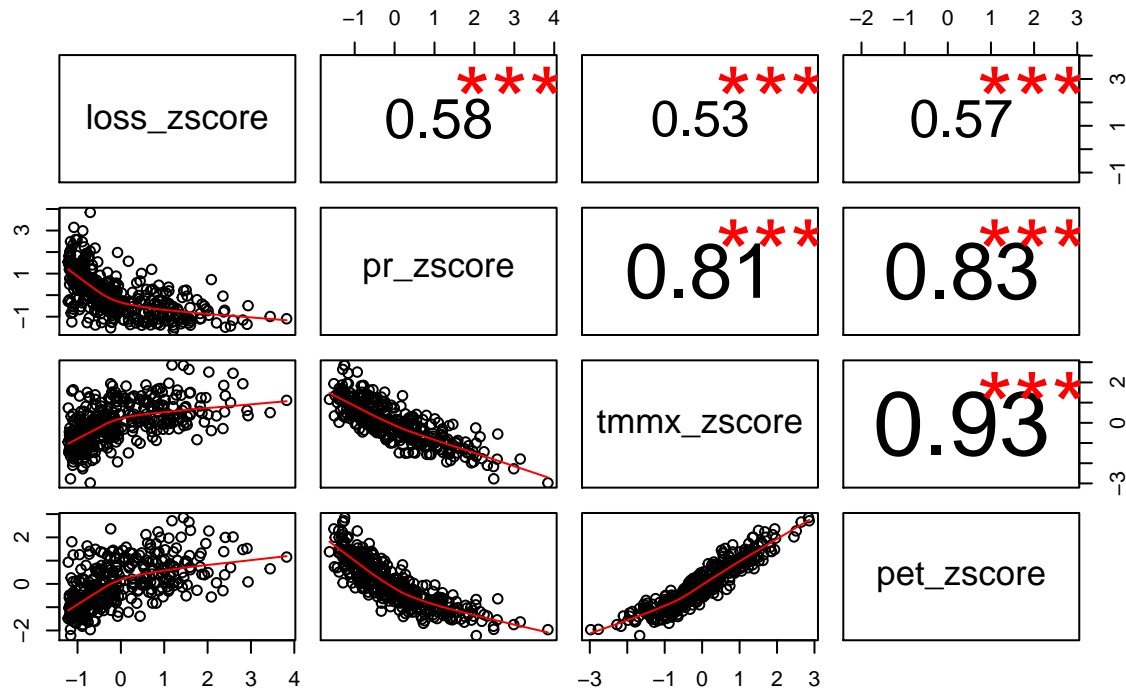 −1 0 1 2 3 4
−2 −1 0 1 2 3
loss_zscore
***
0.58
***
0.53
***
0.57
−1 1 3
−1 1 3
pr_zscore
***
0.81
***
0.83
tmmx_zscore
***
0.93
−3 0 2
−2 0 2
pet_zscore
−1 0 1 2 3 4
−3 −1 0 1 2 3